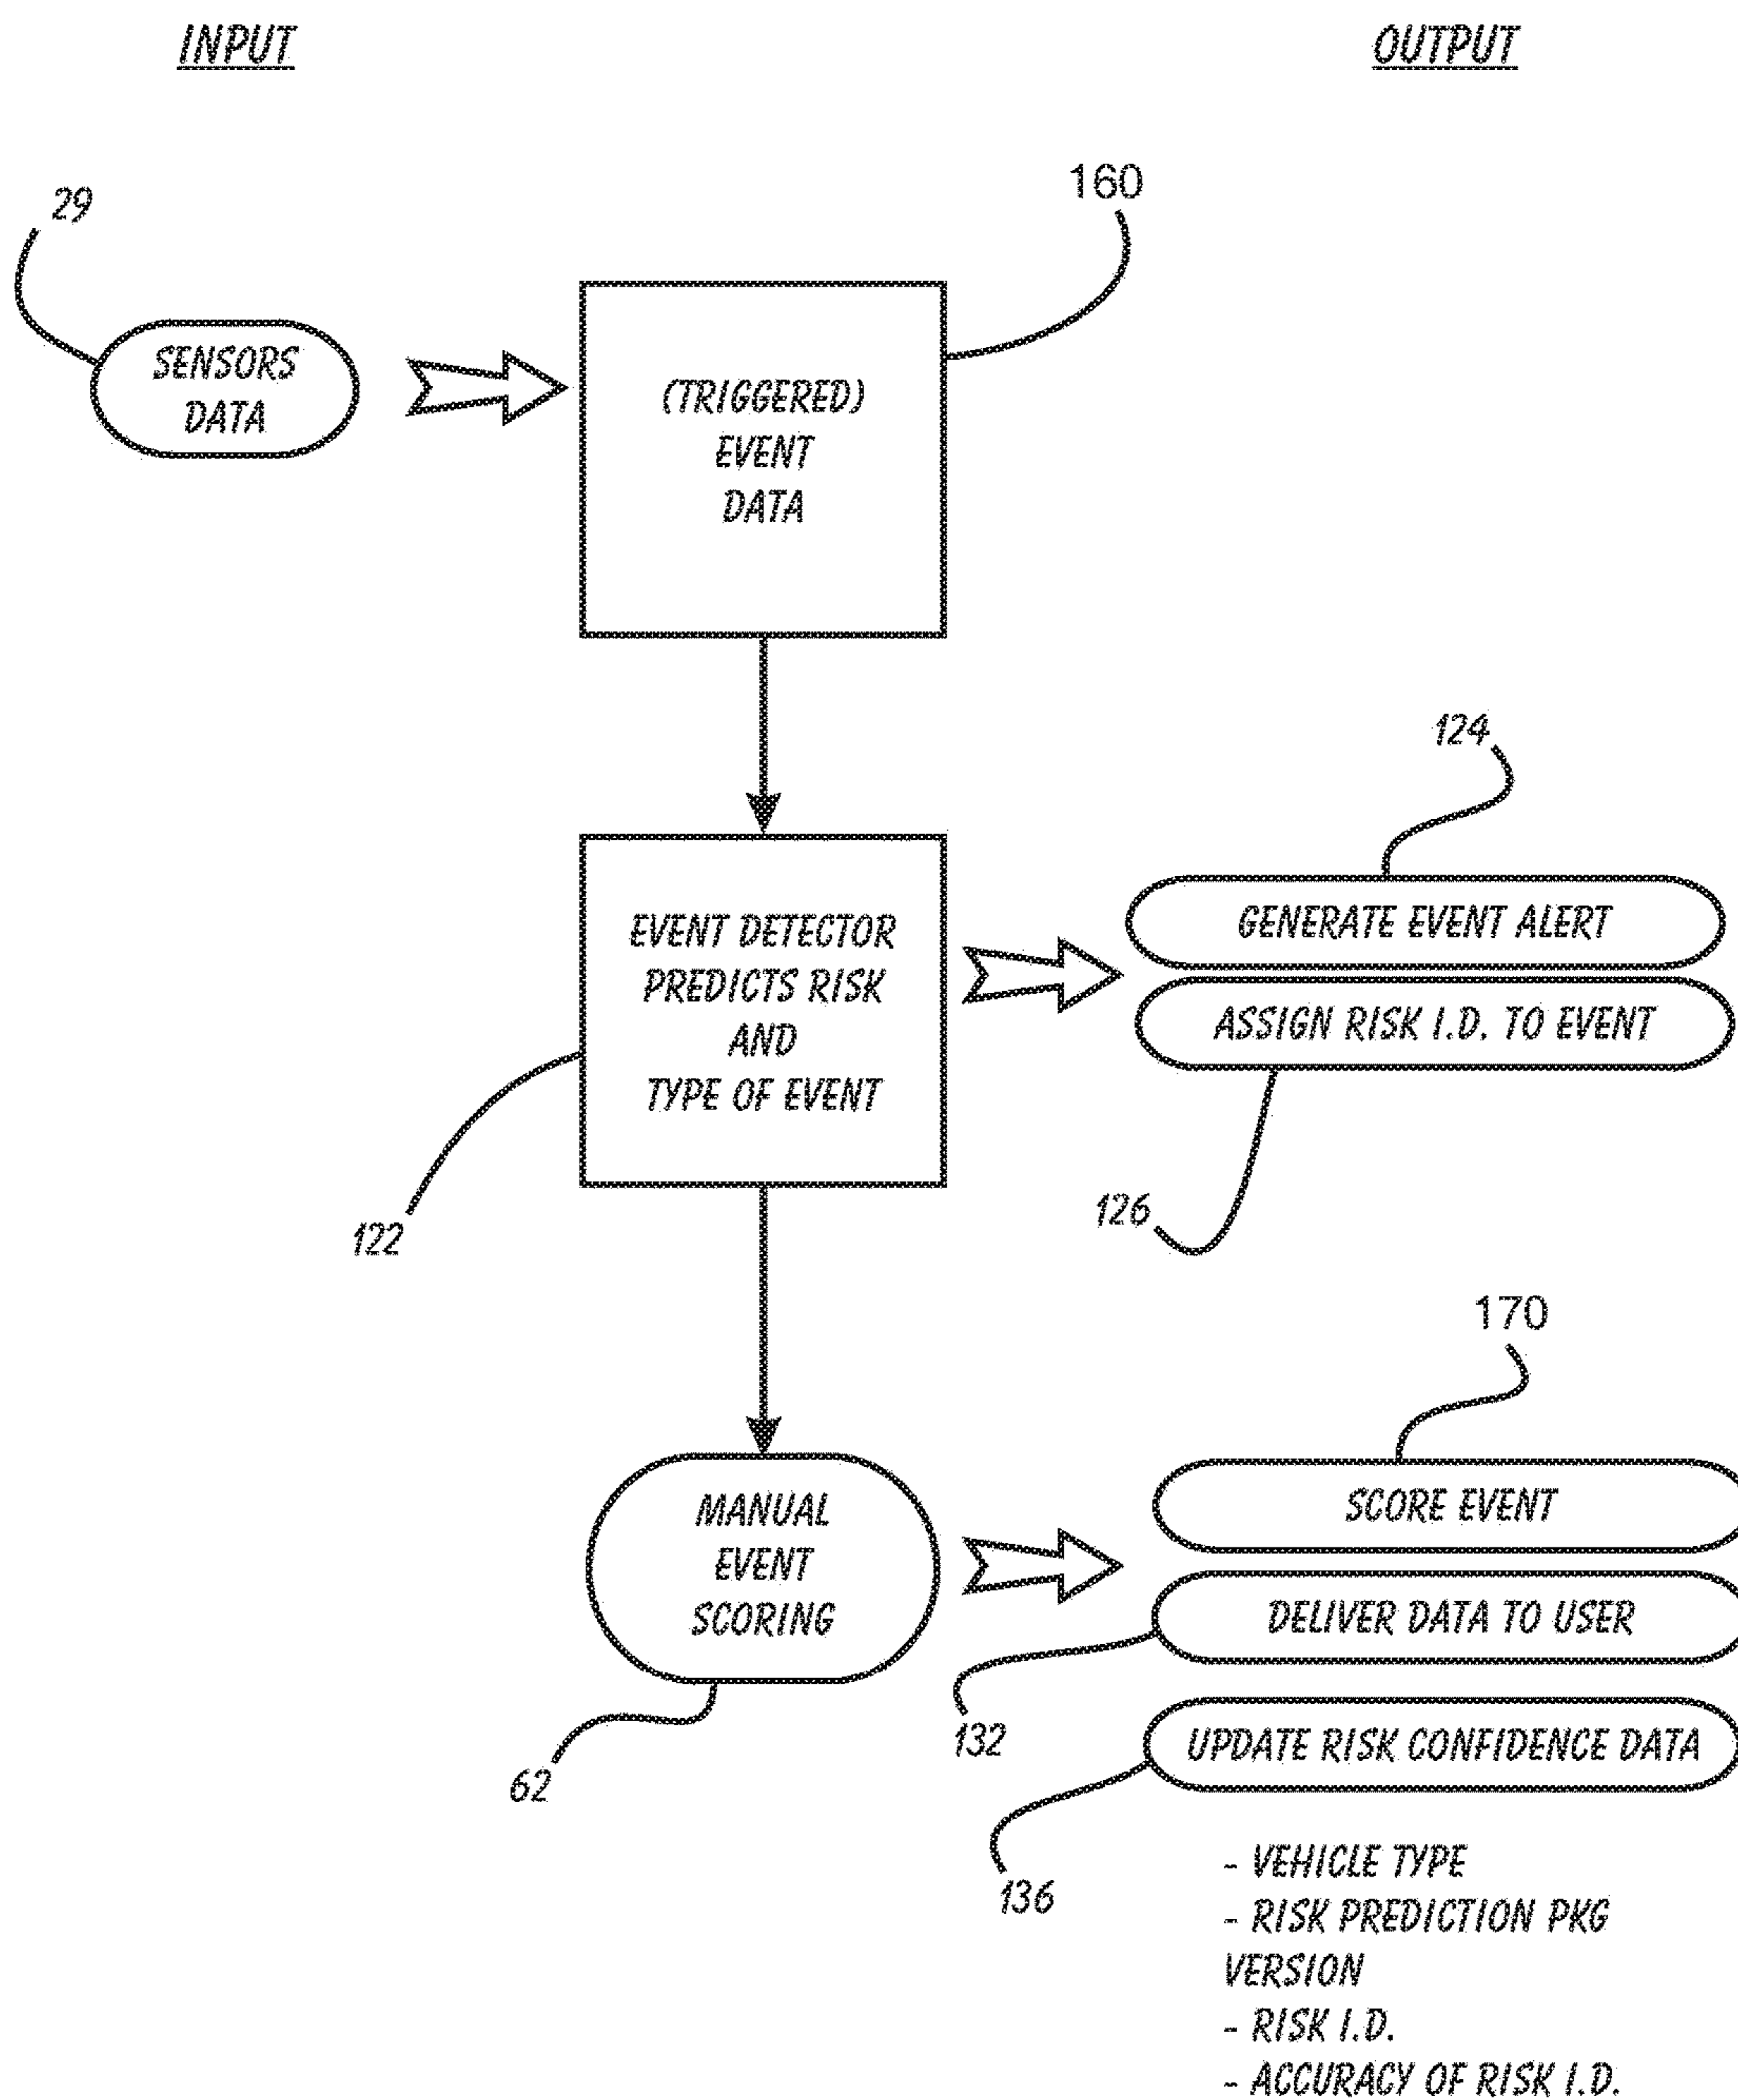 INPUT
OUTPUT
29
160
SENSORS
DATA
(TRIGGERED)
EVENT
DATA
124
EVENT DETECTOR
PREDICTS RISK
AND
TYPE OF EVENT
GENERATE EVENT ALERT
ASSIGN RISK I.D. TO EVENT
122
126
170
MANUAL
EVENT
SCORING
SCORE EVENT
DELIVER DATA TO USER
132
UPDATE RISK CONFIDENCE DATA
62
136
- VEHICLE TYPE
- RISK PREDICTION PKG
VERSION
- RISK I.D.
- ACCURACY OF RISK I.D.